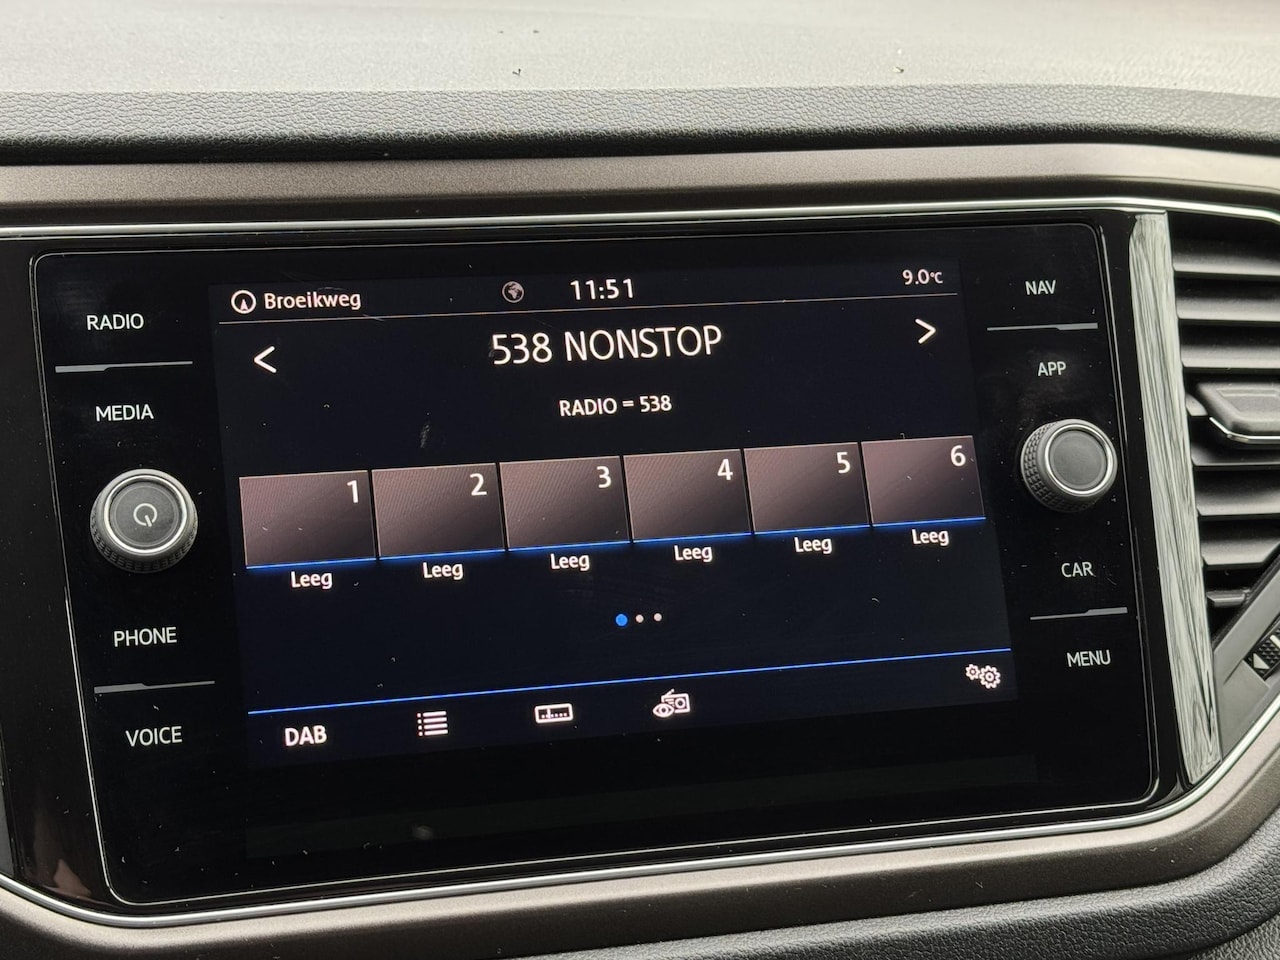 Broeikweg 11:51 9.0°C
538 NONSTOP
RADIO = 538
1 2 3 4 5 6
Leeg Leeg Leeg Leeg Leeg Leeg
DAB
RADIO
MEDIA
PHONE
VOICE
NAV
APP
CAR
MENU